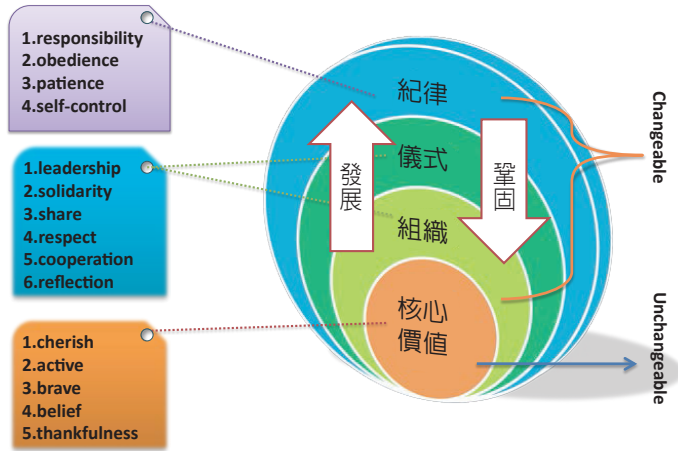 1.responsibility
2.obedience
3.patience
4.self-control
1.leadership
2.solidarity
3.share
4.respect
5.cooperation
6.reflection
1.cherish
2.active
3.brave
4.belief
5.thankfulness
紀律
儀式
組織
核心
價值
發展
鞏固
Changeable
Unchangeable